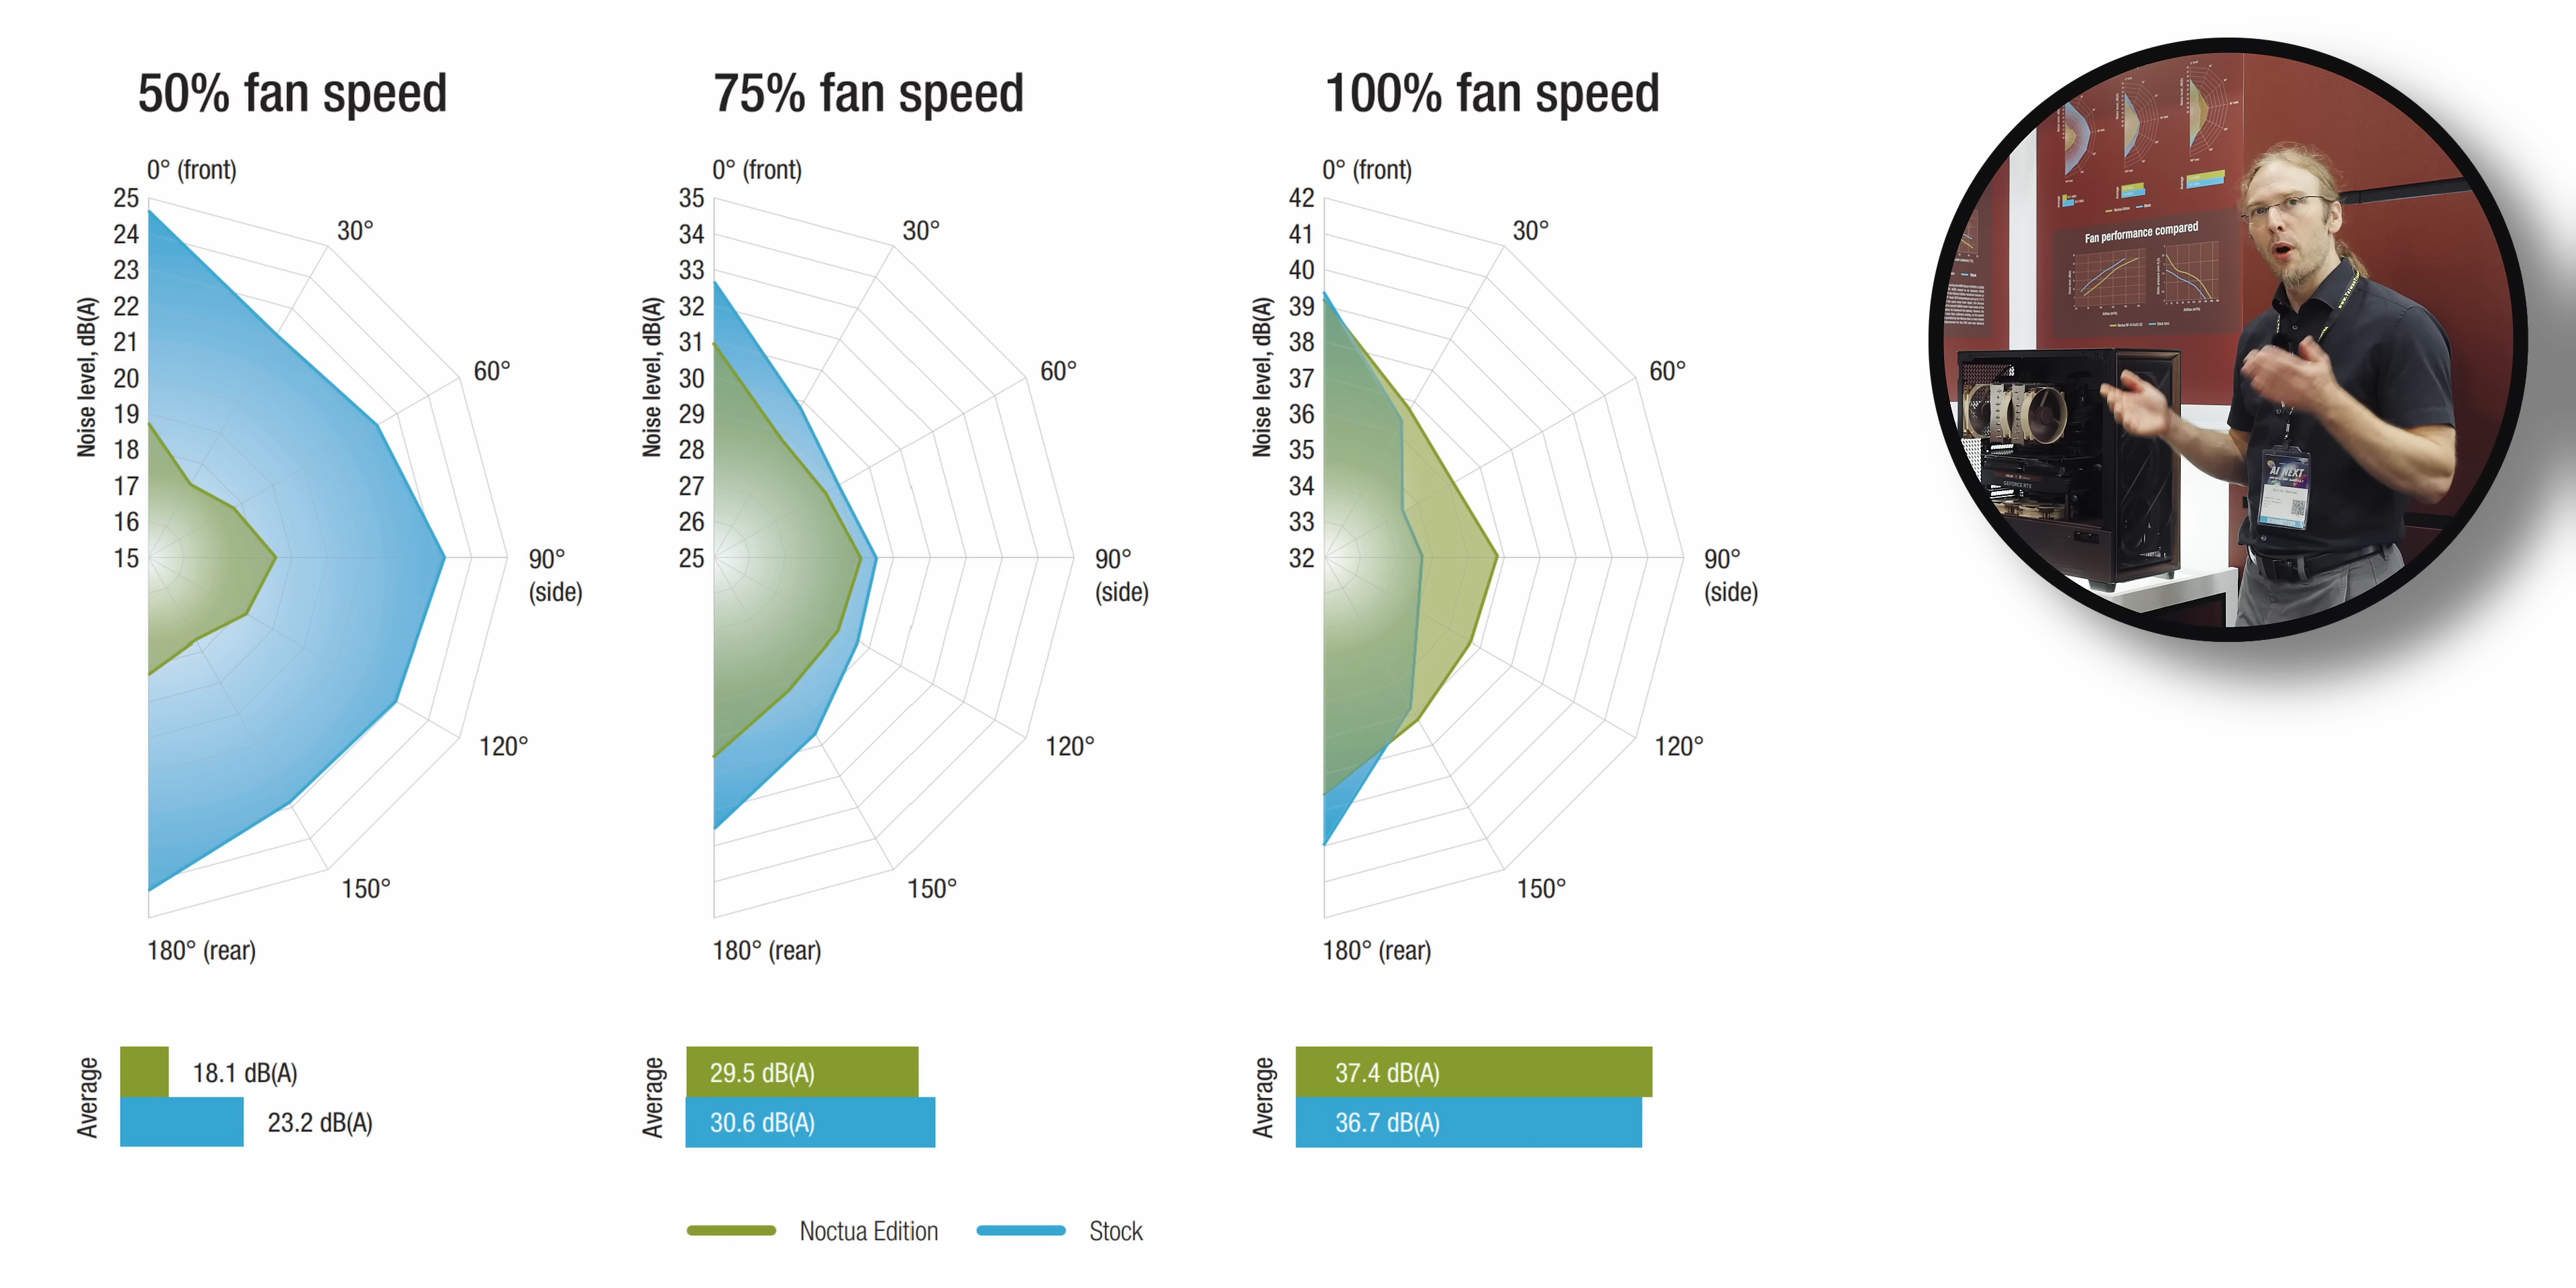 50% fan speed
0° (front)
25
24
23
22
21
20
19
18
17
16
15
Noise level, dB(A)
30°
60°
90°
(side)
120°
150°
180° (rear)
Average
18.1 dB(A)
23.2 dB(A)
75% fan speed
0° (front)
35
34
33
32
31
30
29
28
27
26
25
Noise level, dB(A)
30°
60°
90°
(side)
120°
150°
180° (rear)
Average
29.5 dB(A)
30.6 dB(A)
100% fan speed
0° (front)
42
41
40
39
38
37
36
35
34
33
32
Noise level, dB(A)
30°
60°
90°
(side)
120°
150°
180° (rear)
Average
37.4 dB(A)
36.7 dB(A)
Noctua Edition
Stock
Fan performance compared
GEFORCE RTX
AI NEXT